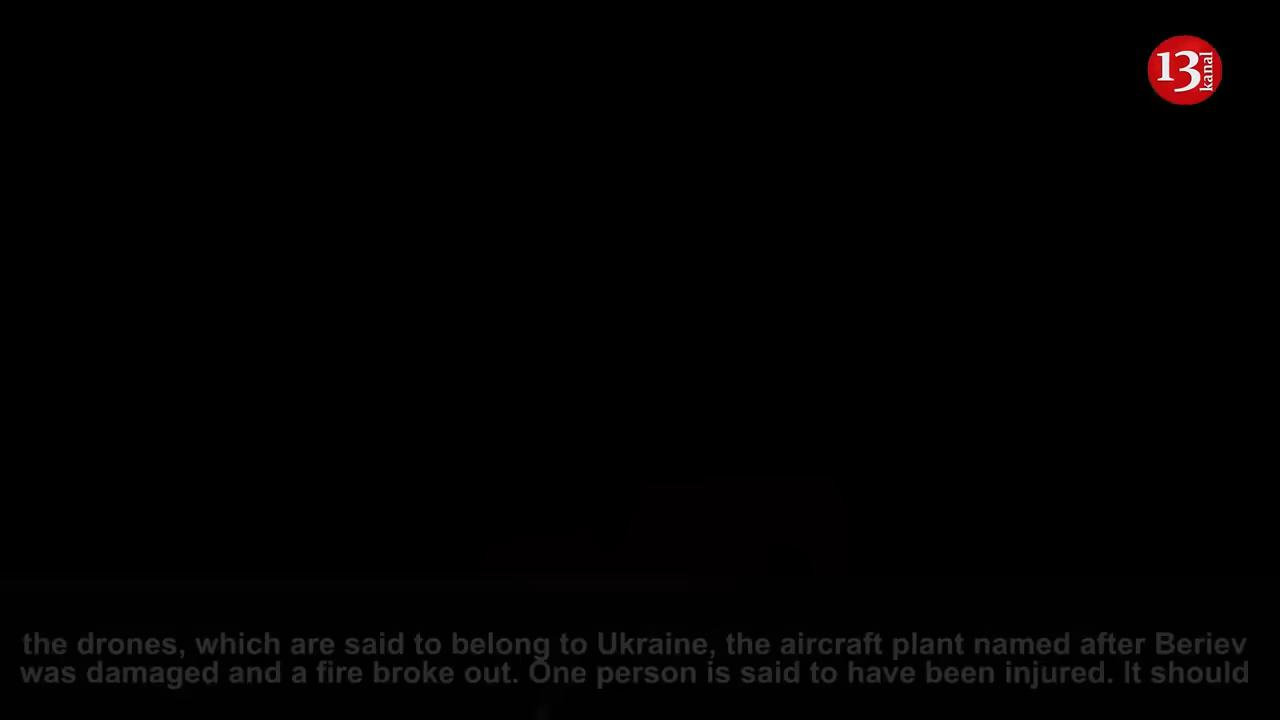 13 kanal
the drones, which are said to belong to Ukraine, the aircraft plant named after Beriev
was damaged and a fire broke out. One person is said to have been injured. It should